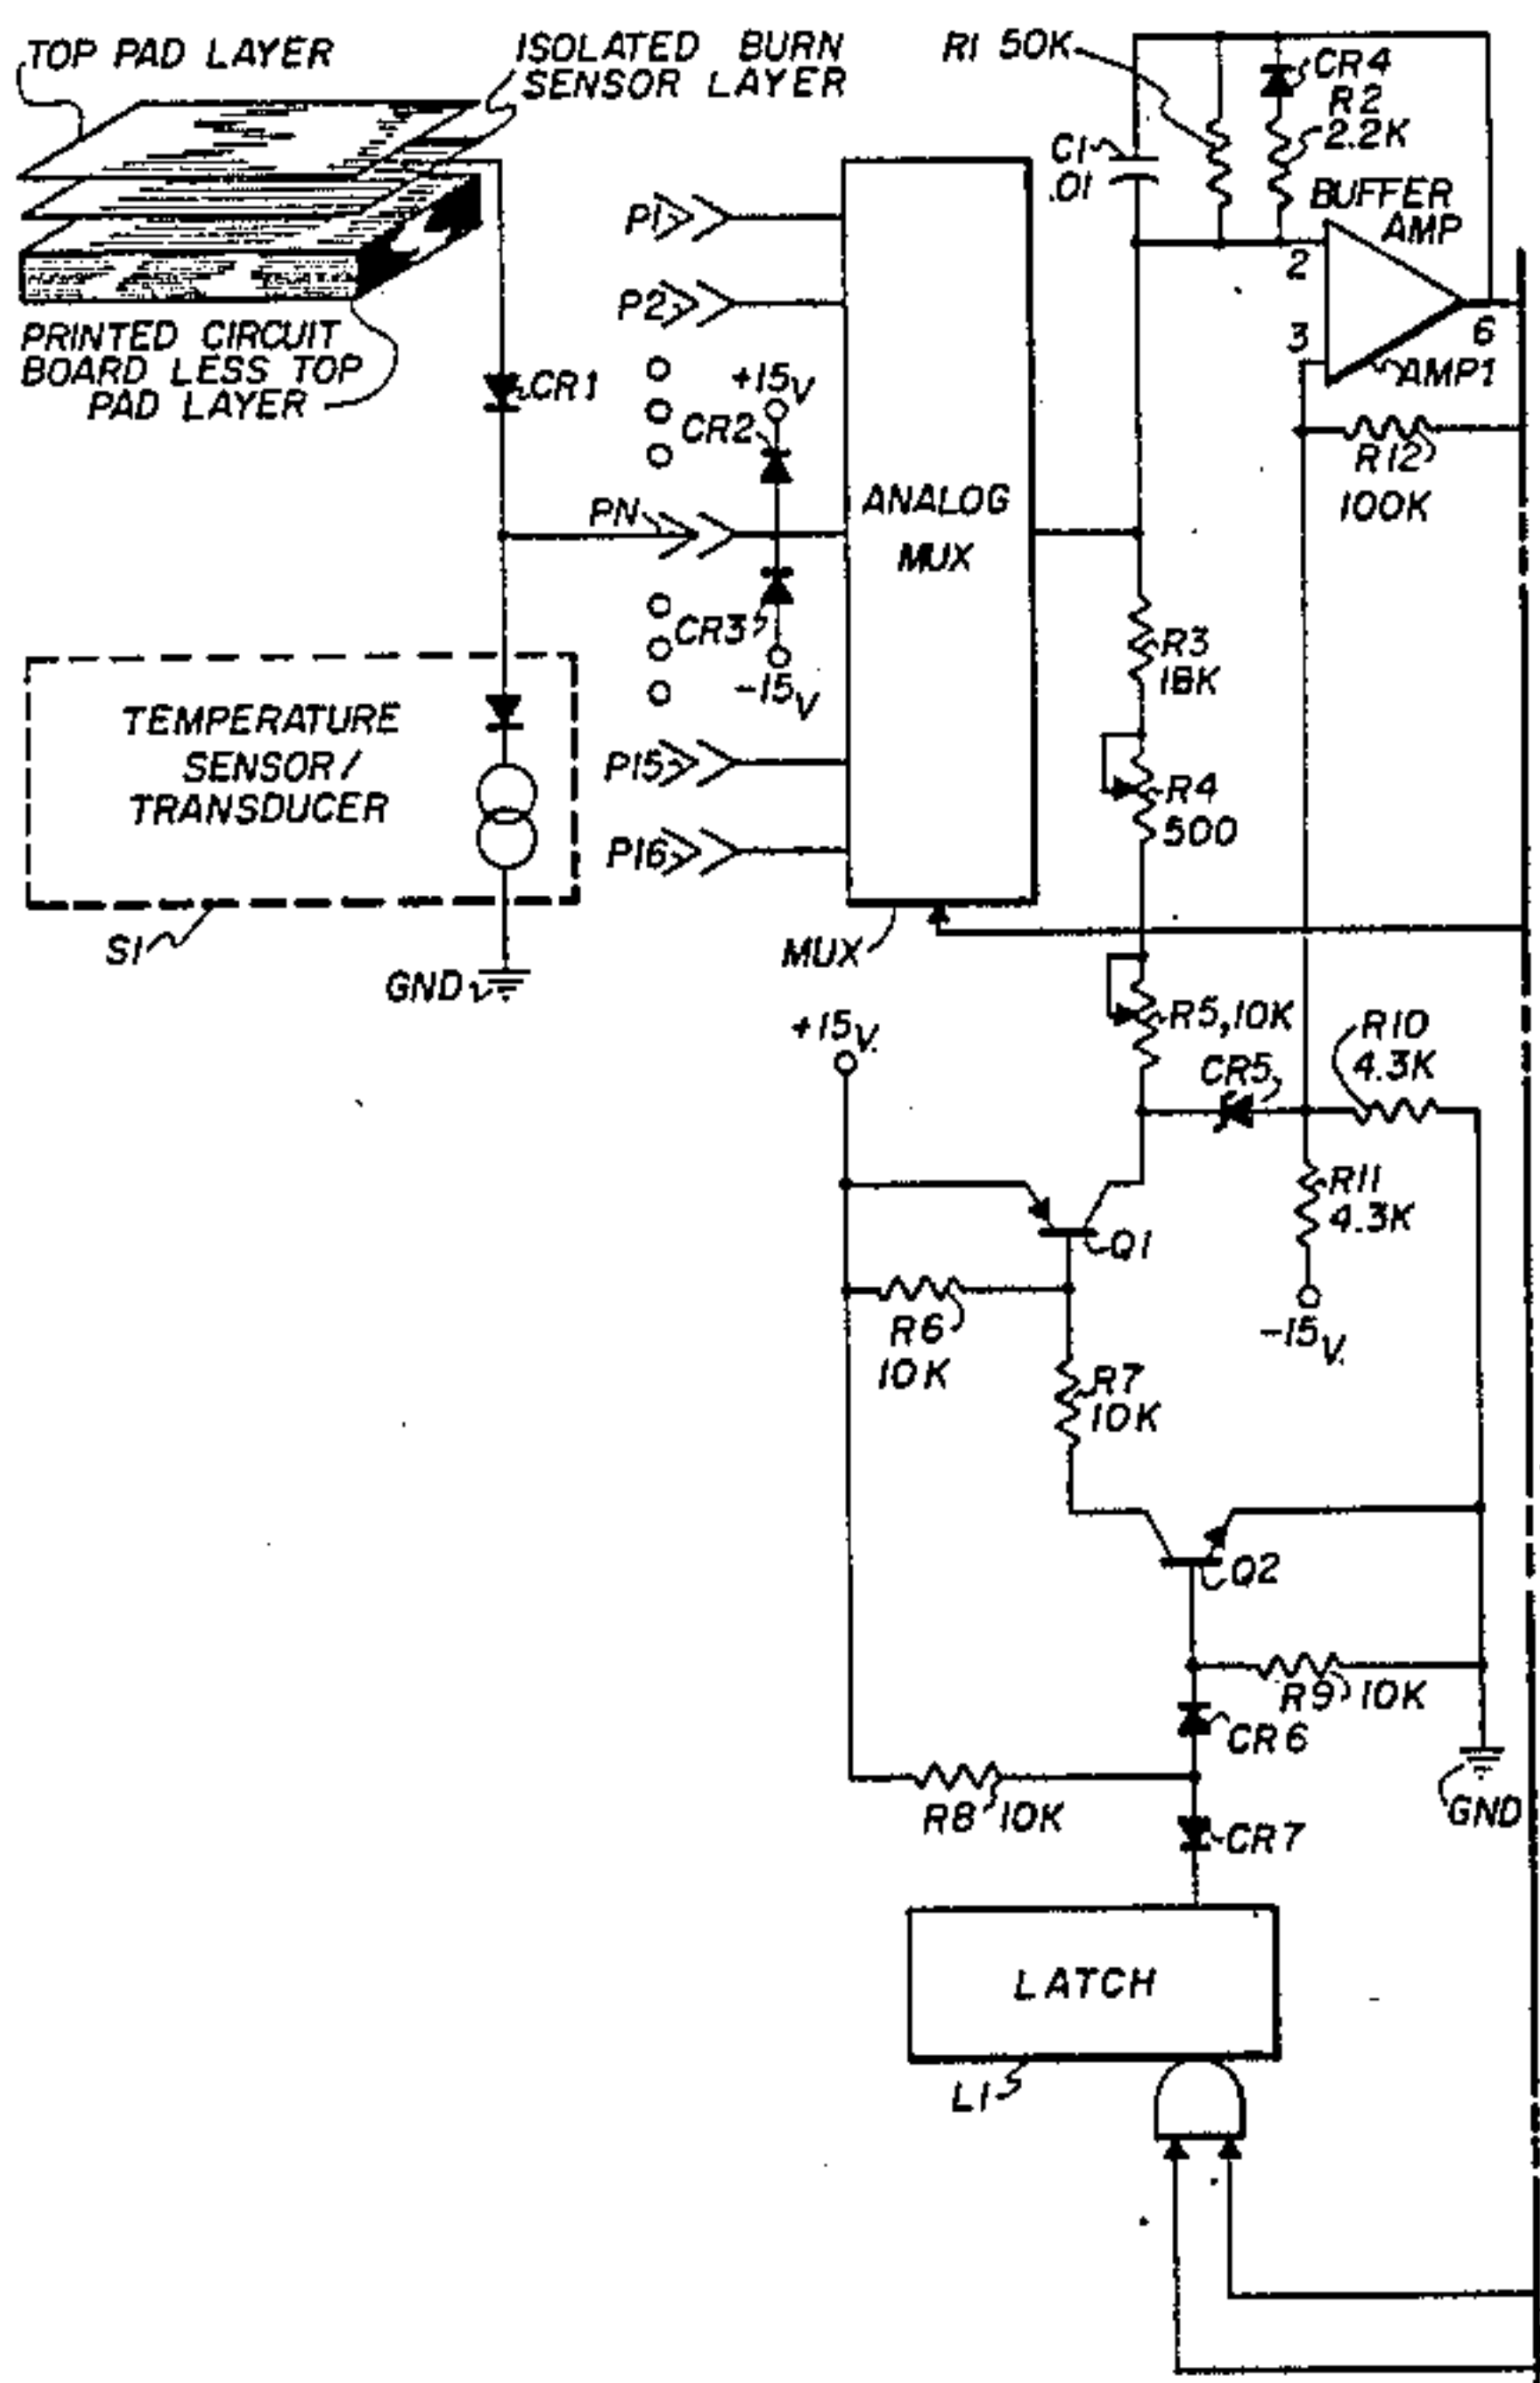 TOP PAD LAYER
ISOLATED BURN
SENSOR LAYER
R1 50K
CR4
R2
2.2K
C1
.01
BUFFER
AMP
2
3
6
AMP1
P1
P2
PRINTED CIRCUIT
BOARD LESS TOP
PAD LAYER
CR1
+15V
CR2
R12
100K
PN
ANALOG
MUX
CR3
-15V
R3
18K
TEMPERATURE
SENSOR/
TRANSDUCER
P15
R4
500
P16
S1
MUX
GND
+15V.
R5,10K
R10
4.3K
CR5
R11
4.3K
Q1
-15V.
R6
10K
R7
10K
Q2
R9 10K
CR6
R8 10K
GND
CR7
LATCH
L1